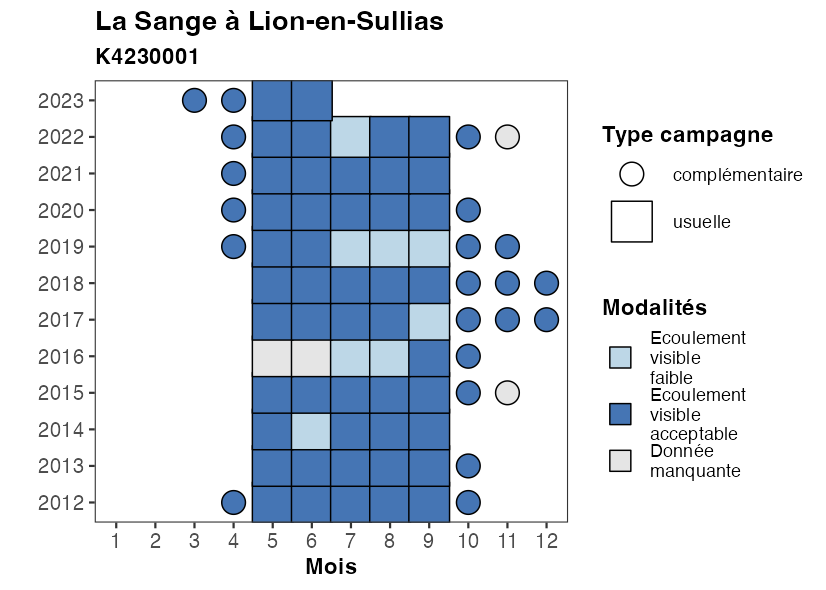 La Sange à Lion-en-Sullias
K4230001
2023
2022
2021
2020
2019
2018
2017
2016
2015
2014
2013
2012
1 2 3 4 5 6 7 8 9 10 11 12
Mois
Type campagne
complémentaire
usuelle
Modalités
Ecoulement
visible
faible
Ecoulement
visible
acceptable
Donnée
manquante